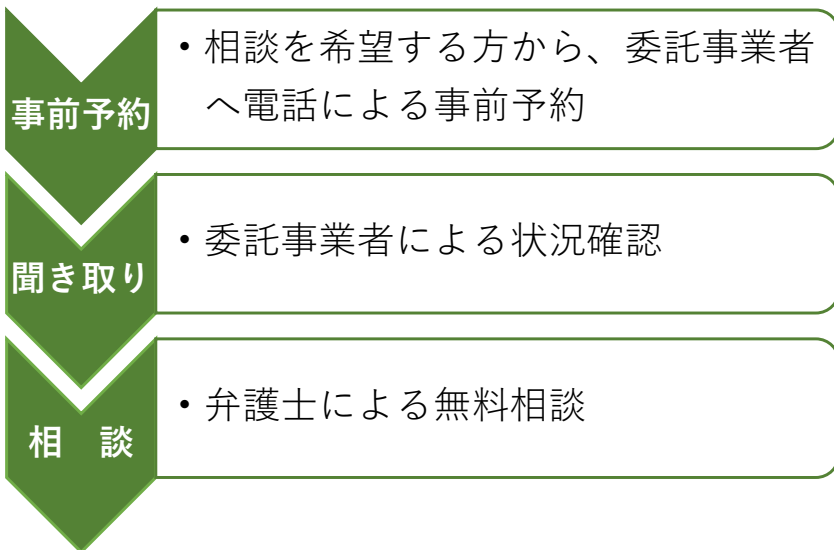 事前予約
・相談を希望する方から、委託事業者
へ電話による事前予約
聞き取り
・委託事業者による状況確認
相　談
・弁護士による無料相談